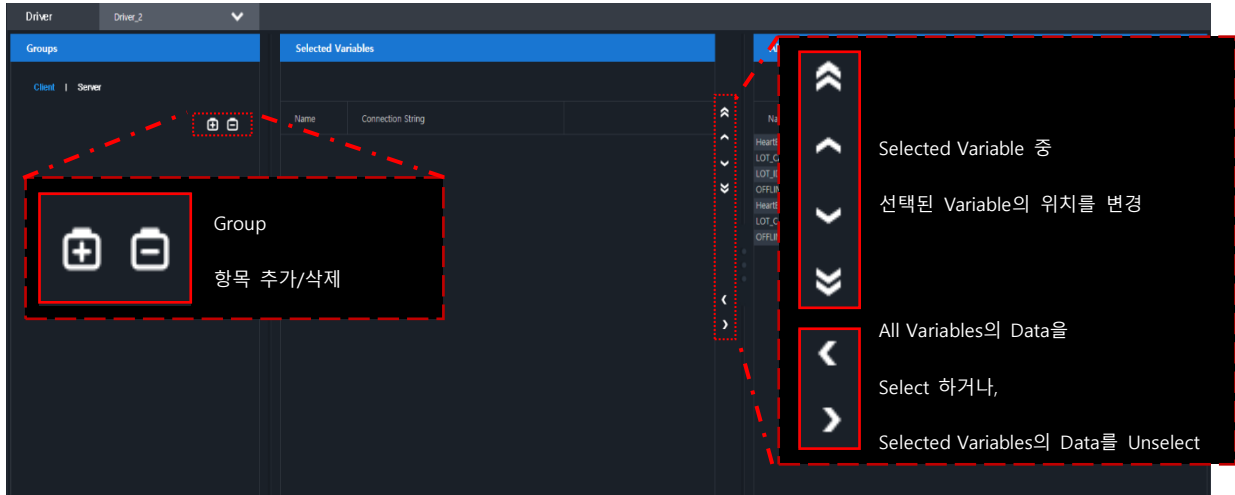 Driver Driver_2
Groups Selected Variables
Client | Server
Name Connection String
HeartB
LOT_C
LOT_I
OFFLIN
HeartB
LOT_C
OFFLIN
Group
항목 추가/삭제
Selected Variable 중
선택된 Variable의 위치를 변경
All Variables의 Data을
Select 하거나,
Selected Variables의 Data를 Unselect